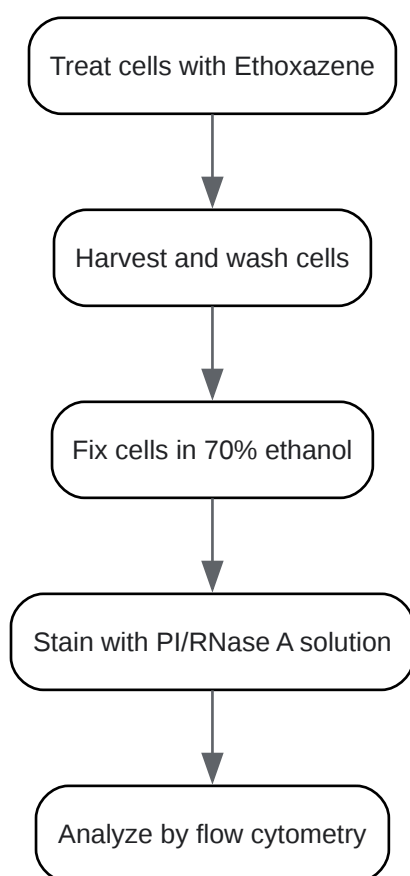 Treat cells with Ethoxazene
Harvest and wash cells
Fix cells in 70% ethanol
Stain with PI/RNase A solution
Analyze by flow cytometry